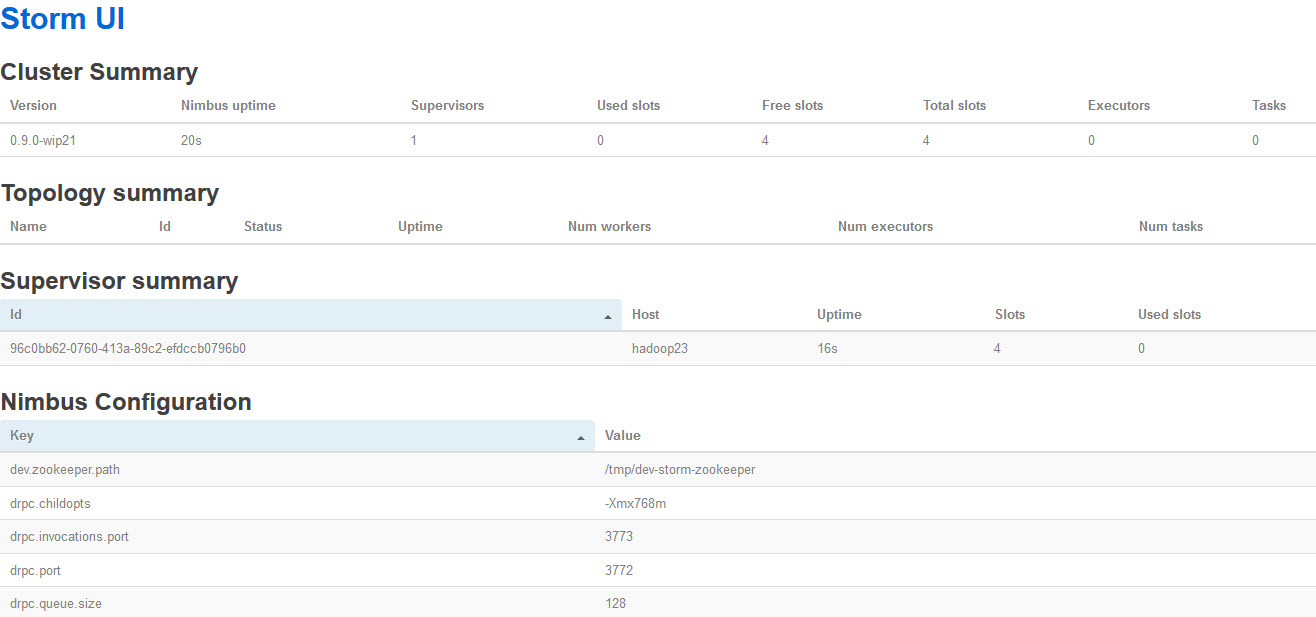 Storm UI
Cluster Summary
Version Nimbus uptime Supervisors Used slots Free slots Total slots Executors Tasks
0.9.0-wip21 20s 1 0 4 4 0 0
Topology summary
Name Id Status Uptime Num workers Num executors Num tasks
Supervisor summary
Id Host Uptime Slots Used slots
96c0bb62-0760-413a-89c2-efdccb0796b0 hadoop23 16s 4 0
Nimbus Configuration
Key Value
dev.zookeeper.path /tmp/dev-storm-zookeeper
drpc.childopts -Xmx768m
drpc.invocations.port 3773
drpc.port 3772
drpc.queue.size 128